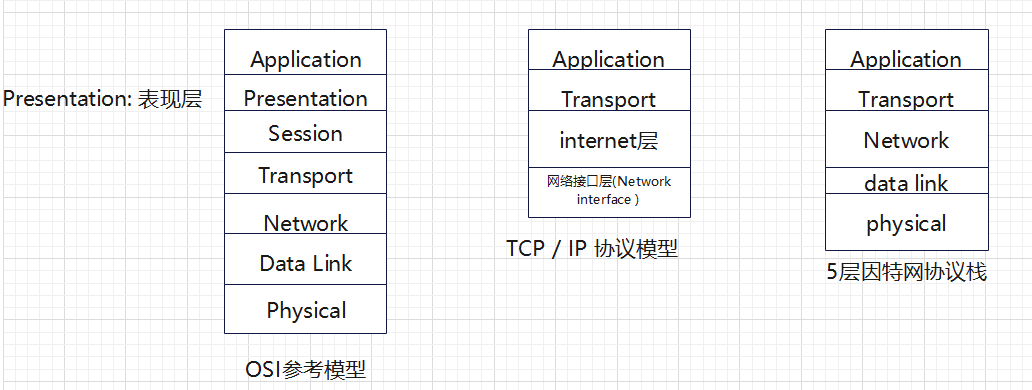 Presentation: 表现层
Application
Presentation
Session
Transport
Network
Data Link
Physical
OSI参考模型
Application
Transport
internet层
网络接口层(Network
interface )
TCP / IP 协议模型
Application
Transport
Network
data link
physical
5层因特网协议栈